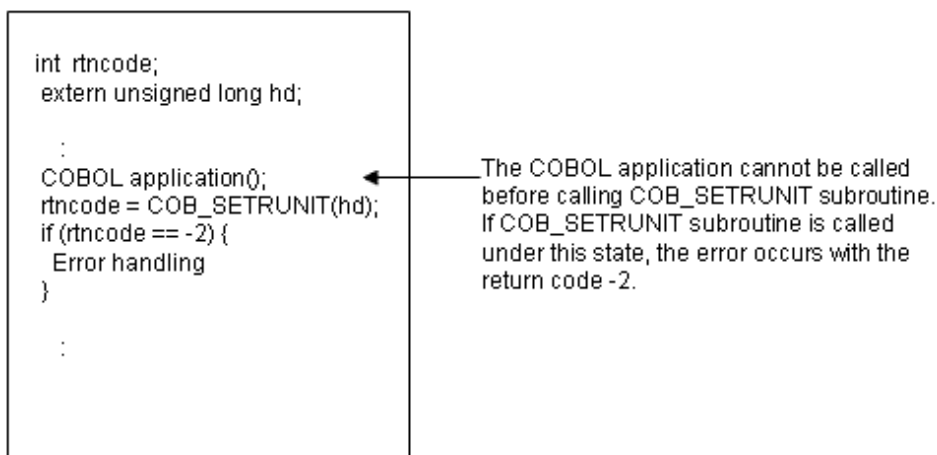 int rtncode;
extern unsigned long hd;
:
COBOL application();
rtncode = COB_SETRUNIT(hd);
if (rtncode == -2) {
Error handling
}
:
The COBOL application cannot be called
before calling COB_SETRUNIT subroutine.
If COB_SETRUNIT subroutine is called
under this state, the error occurs with the
return code -2.